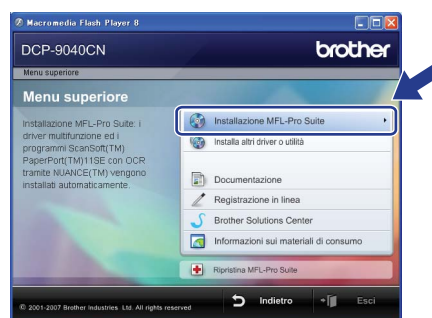 Macromedia Flash Player 8
DCP-9040CN
brother
Menu superiore
Menu superiore
Installazione MFL-Pro Suite: i
driver multifunzione ed i
programmi ScanSoft(TM)
PaperPort(TM)11SE con OCR
tramite NUANCE(TM) vengono
installati automaticamente.
Installazione MFL-Pro Suite
Installa altri driver o utilità
Documentazione
Registrazione in linea
Brother Solutions Center
Informazioni sui materiali di consumo
Ripristina MFL-Pro Suite
© 2001-2007 Brother Industries Ltd. All rights reserved
Indietro
Esci